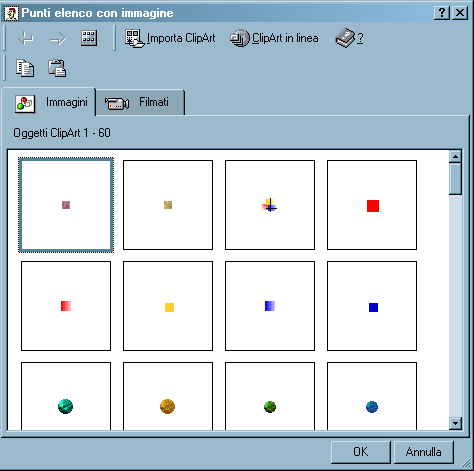 Punti elenco con immagine
Importa ClipArt ClipArt in linea ?
Immagini Filmati
Oggetti ClipArt 1 - 60
OK Annulla